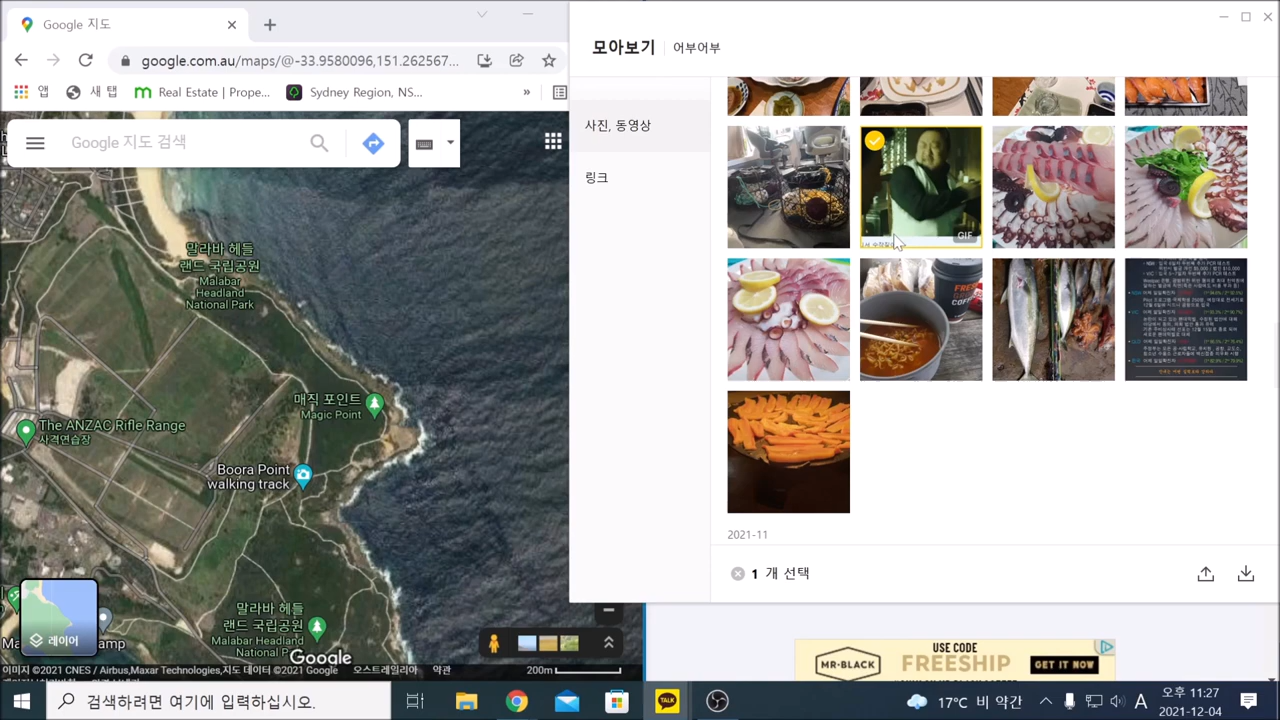 Google 지도
google.com.au/maps/@-33.9580096,151.262567...
앱
새 탭
Real Estate | Prope...
Sydney Region, NS...
»
Google 지도 검색
말라바 헤들
랜드 국립공원
Malabar
Headland
National Park
매직 포인트
Magic Point
The ANZAC Rifle Range
사격연습장
Boora Point
walking track
말라바 헤들
랜드 국립공원
Malabar Headland
National P
amp
레이어
Google
이미지 ©2021 CNES / Airbus,Maxar Technologies,지도 데이터 ©2021 Google
오스트레일리아
약관
200m
모아보기
어부어부
사진, 동영상
링크
GIF
2021-11
1 개 선택
MR·BLACK
USE CODE
FREESHIP
GET IT NOW
검색하려면 여기에 입력하십시오.
TALK
17°C 비 약간
A
오후 11:27
2021-12-04